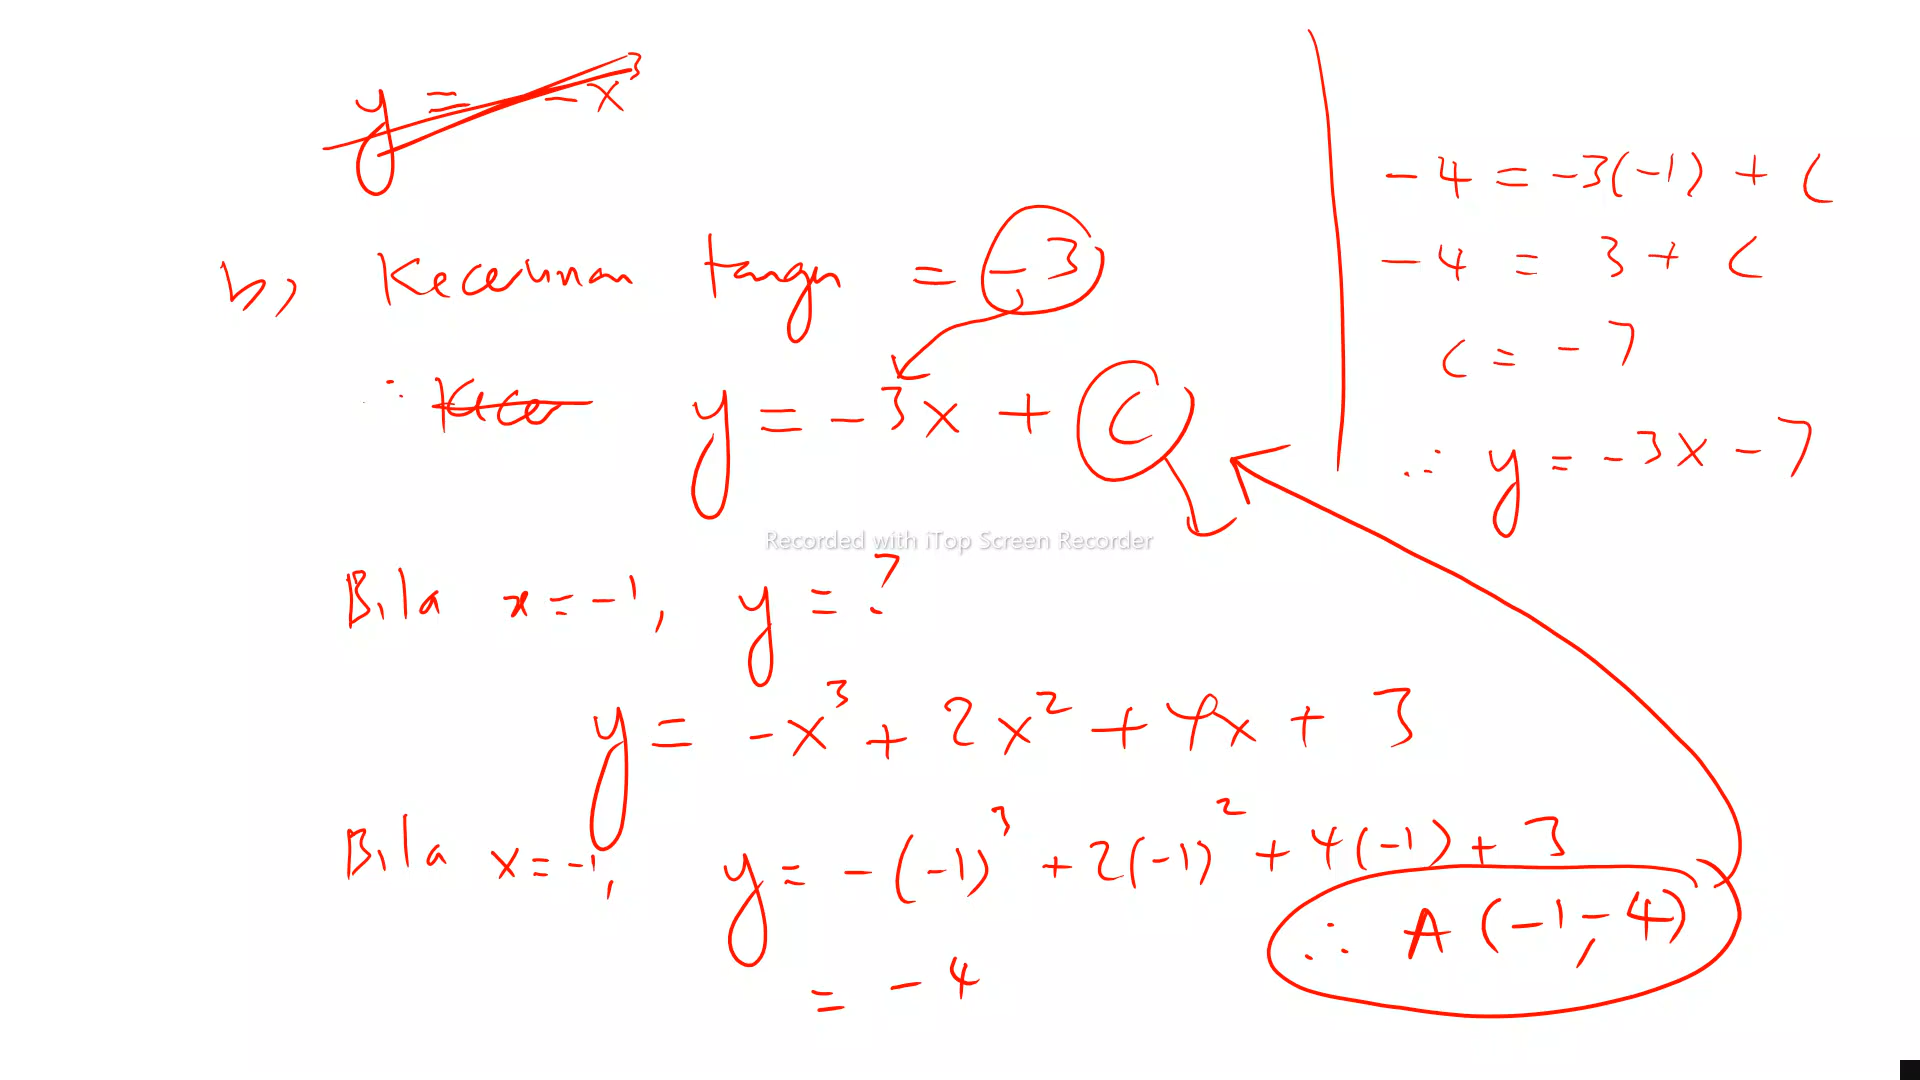 y = -x³
b) Kecerunan tangen = -3
∴ Kece y = -3x + C
Bila x = -1, y = ?
y = -x³ + 2x² + 4x + 3
Bila x = -1, y = -(-1)³ + 2(-1)² + 4(-1) + 3
= -4
∴ A(-1, -4)
-4 = -3(-1) + C
-4 = 3 + C
C = -7
∴ y = -3x - 7
Recorded with iTop Screen Recorder